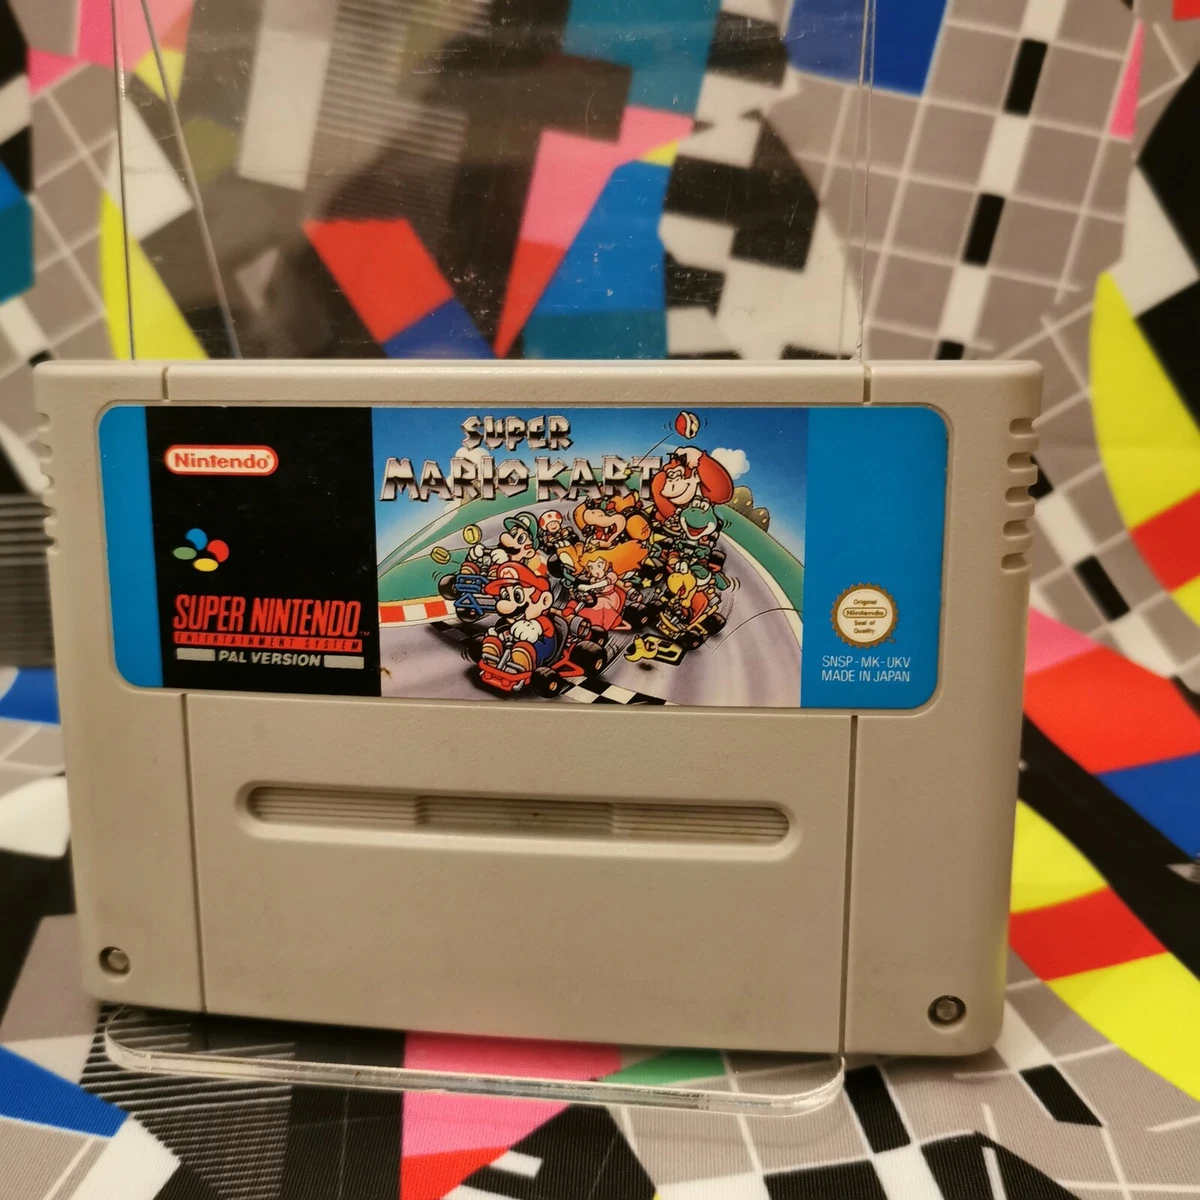 Nintendo®
SUPER NINTENDO™
ENTERTAINMENT SYSTEM
PAL VERSION
SUPER
MARIO KART
Original
Nintendo
Seal of
Quality
SNSP-MK-UKV
MADE IN JAPAN